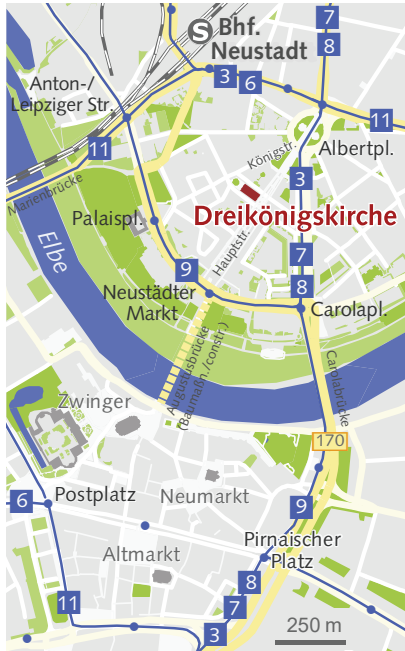 S Bhf.
Neustadt
7
8
3
6
11
Anton-/
Leipziger Str.
11
Albertpl.
Königstr.
3
Marienbrücke
Palaispl.
Dreikönigskirche
Elbe
Hauptstr.
9
7
8
Neustädter
Markt
Carolapl.
Augustusbrücke
(Baumaßn./constr.)
Carolabrücke
Zwinger
170
6
Postplatz
Neumarkt
9
Altmarkt
Pirnaischer
Platz
8
7
11
3
250 m